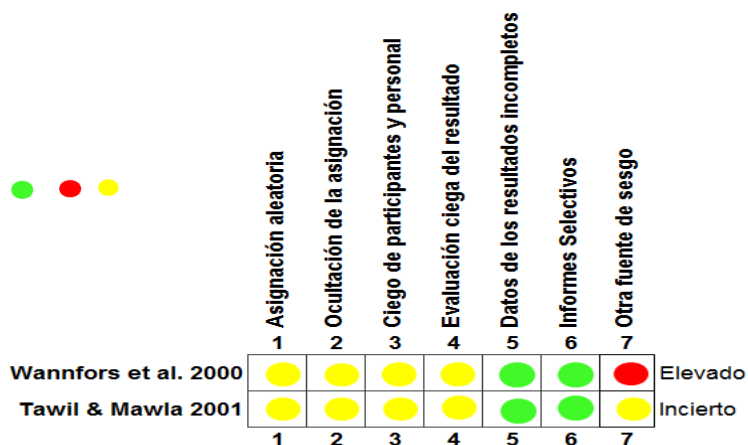 Asignación aleatoria
Ocultación de la asignación
Ciego de participantes y personal
Evaluación ciega del resultado
Datos de los resultados incompletos
Informes Selectivos
Otra fuente de sesgo
1 2 3 4 5 6 7
Wannfors et al. 2000 Elevado
Tawil & Mawla 2001 Incierto
1 2 3 4 5 6 7